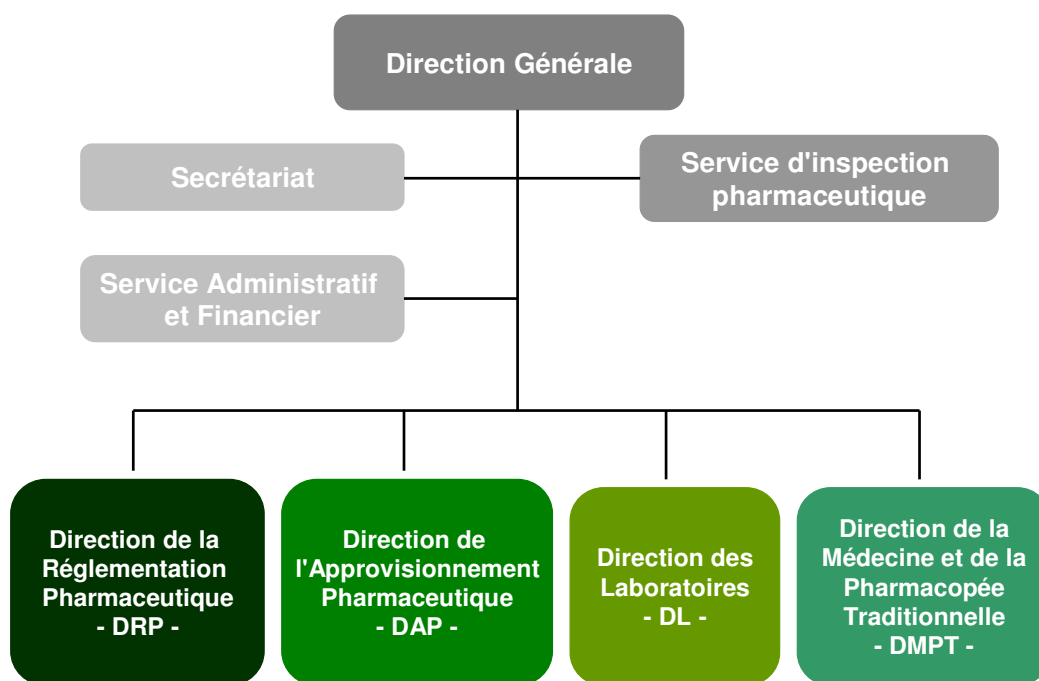 Direction Générale
Secrétariat
Service d'inspection
pharmaceutique
Service Administratif
et Financier
Direction de la
Réglementation
Pharmaceutique
- DRP -
Direction de
l'Approvisionnement
Pharmaceutique
- DAP -
Direction des
Laboratoires
- DL -
Direction de la
Médecine et de la
Pharmacopée
Traditionnelle
- DMPT -